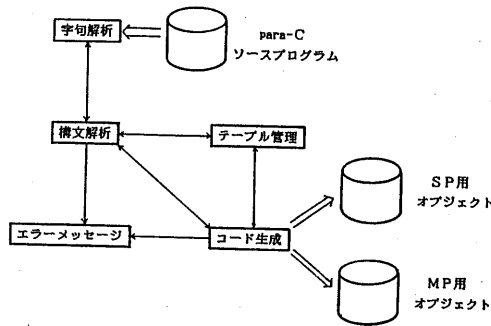 字句解析
para-C
ソースプログラム
構文解析
テーブル管理
SP用
オブジェクト
エラーメッセージ
コード生成
MP用
オブジェクト